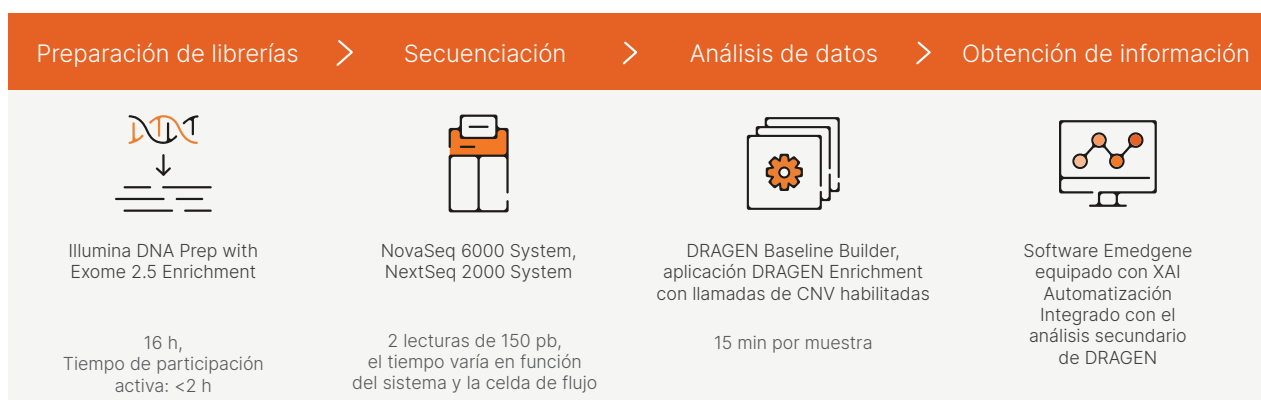 Preparación de librerías
Secuenciación
Análisis de datos
Obtención de información
Illumina DNA Prep with
Exome 2.5 Enrichment
16 h,
Tiempo de participación
activa: <2 h
NovaSeq 6000 System,
NextSeq 2000 System
2 lecturas de 150 pb,
el tiempo varía en función
del sistema y la celda de flujo
DRAGEN Baseline Builder,
aplicación DRAGEN Enrichment
con llamadas de CNV habilitadas
15 min por muestra
Software Emedgene
equipado con XAI
Automatización
Integrado con el
análisis secundario
de DRAGEN